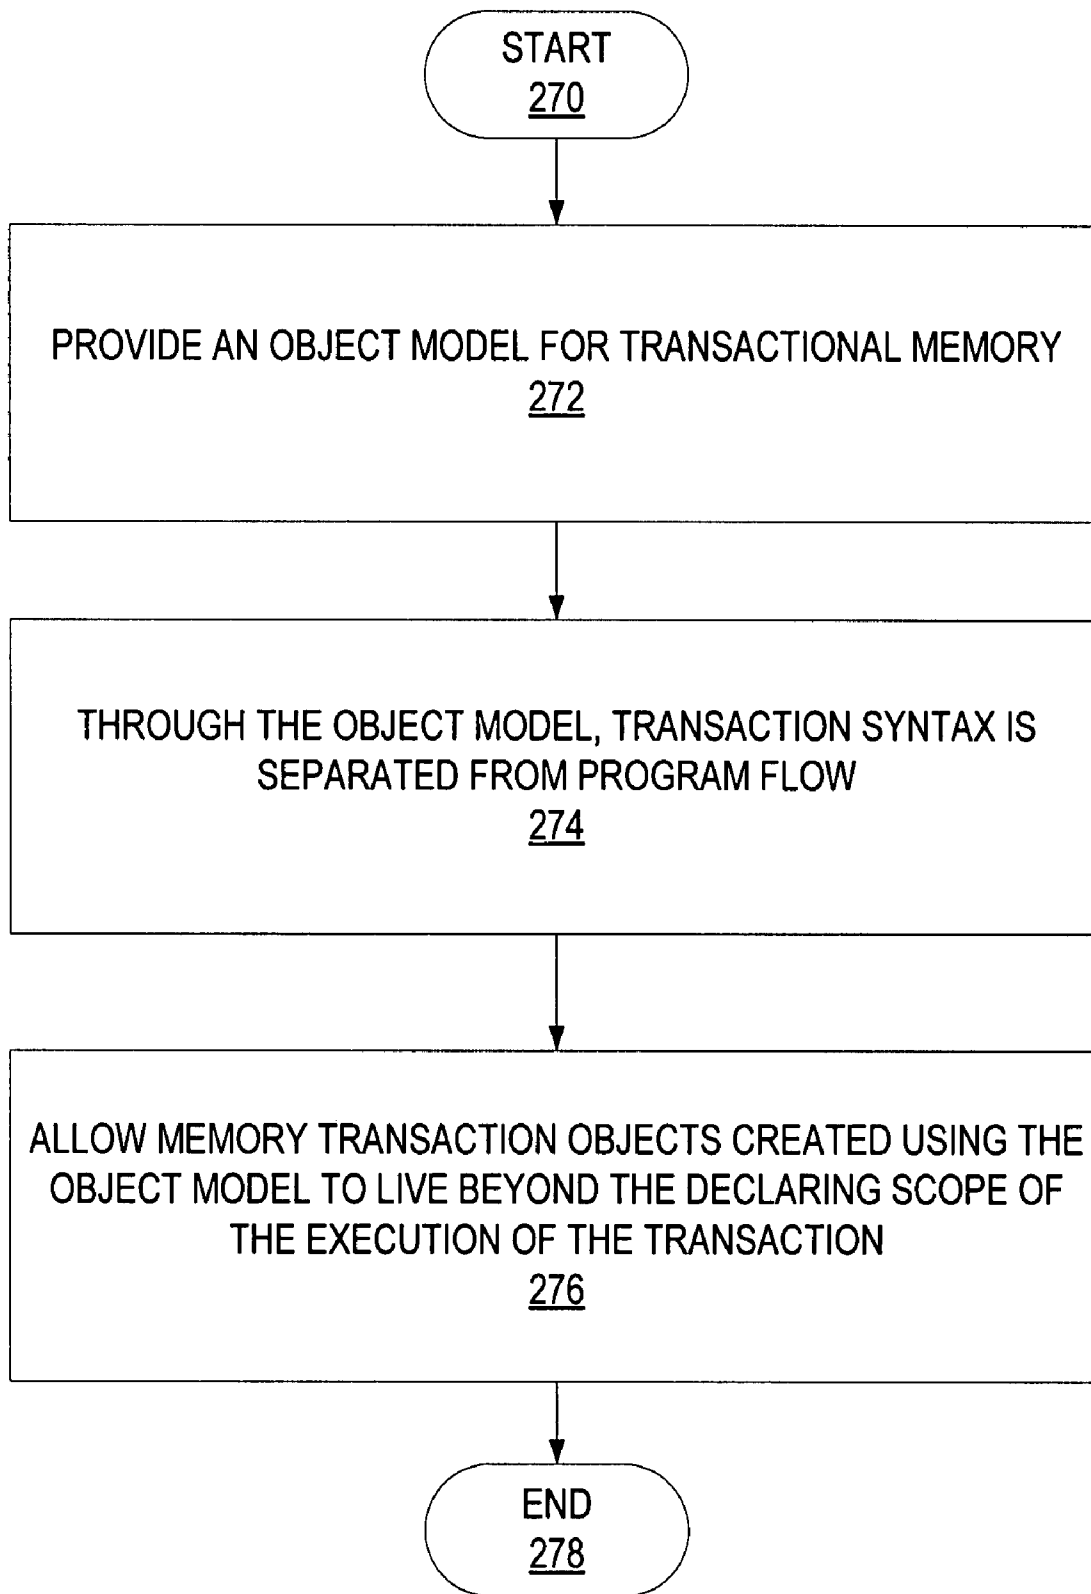 START
270
PROVIDE AN OBJECT MODEL FOR TRANSACTIONAL MEMORY
272
THROUGH THE OBJECT MODEL, TRANSACTION SYNTAX IS
SEPARATED FROM PROGRAM FLOW
274
ALLOW MEMORY TRANSACTION OBJECTS CREATED USING THE
OBJECT MODEL TO LIVE BEYOND THE DECLARING SCOPE OF
THE EXECUTION OF THE TRANSACTION
276
END
278